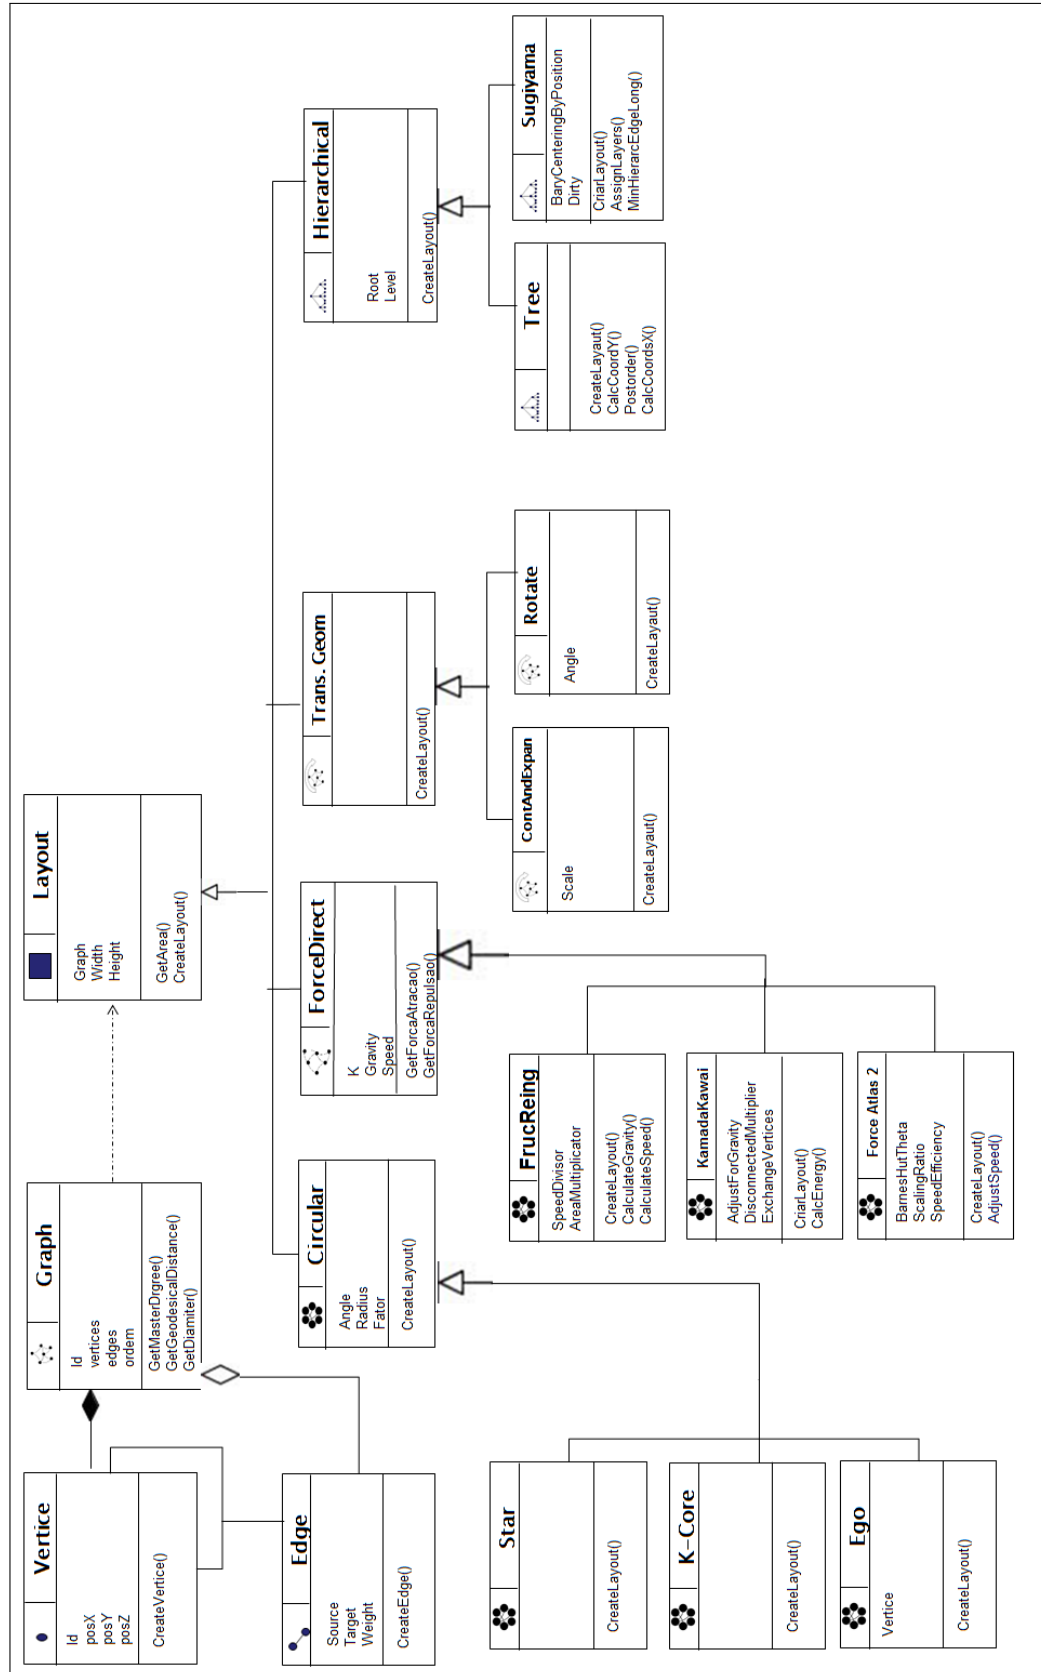 Vertice
Id
posX
posY
posZ
CreateVertice()
Graph
Id
vertices
edges
ordem
GetMasterDrgree()
GetGeodesicalDistance()
GetDiamiter()
Layout
Graph
Width
Height
GetArea()
CreateLayout()
Edge
Source
Target
Weight
CreateEdge()
Circular
Angle
Radius
Fator
CreateLayout()
ForceDirect
K
Gravity
Speed
GetForcaAtracao()
GetForcaRepulsao()
Trans. Geom
CreateLayout()
Hierarchical
Root
Level
CreateLayout()
Star
CreateLayout()
K-Core
CreateLayout()
Ego
Vertice
CreateLayout()
FrucReing
SpeedDivisor
AreaMultiplicator
CreateLayout()
CalculateGravity()
CalculateSpeed()
KamadaKawai
AdjustForGravity
DisconnectedMultiplier
ExchangeVertices
CriarLayout()
CalcEnergy()
Force Atlas 2
BarnesHutTheta
ScalingRatio
SpeedEfficiency
CreateLayout()
AdjustSpeed()
ContAndExpan
Scale
CreateLayaut()
Rotate
Angle
CreateLayaut()
Tree
CreateLayaut()
CalcCoordY()
Postorder()
CalcCoordsX()
Sugiyama
BaryCenteringByPosition
Dirty
CriarLayout()
AssignLayers()
MinHierarcEdgeLong()